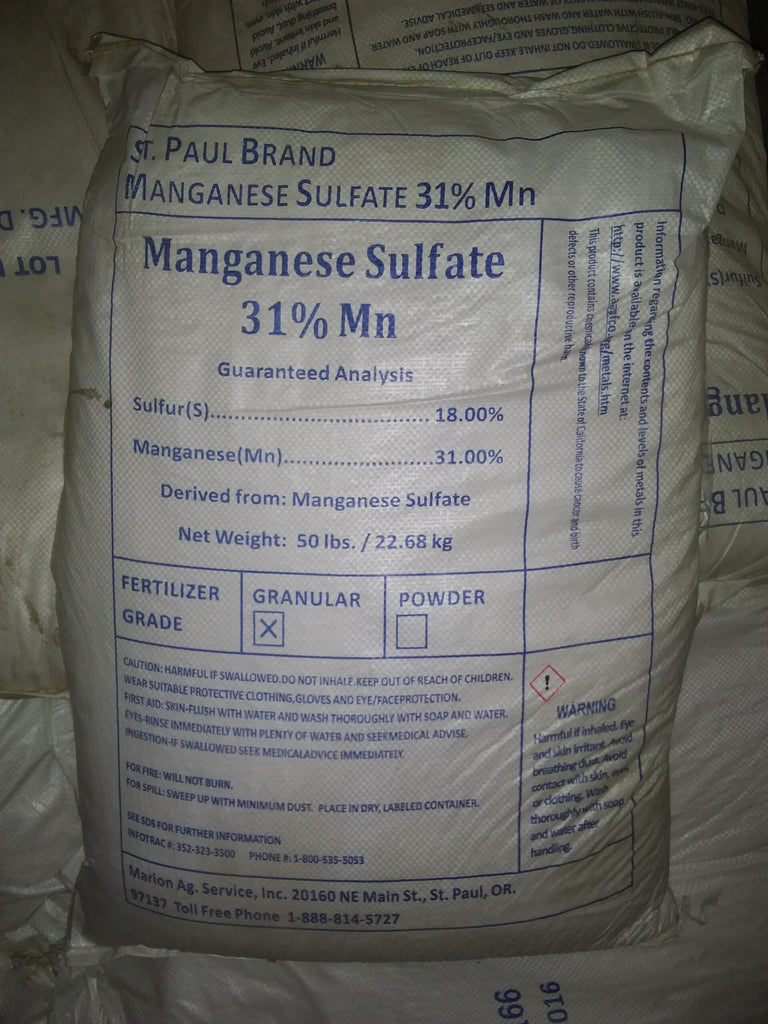 ST. PAUL BRAND
MANGANESE SULFATE 31% Mn
Manganese Sulfate
31% Mn
Guaranteed Analysis
Sulfur(S)................................. 18.00%
Manganese(Mn).......................31.00%
Derived from: Manganese Sulfate
Net Weight: 50 lbs. / 22.68 kg
Information regarding the contents and levels of metals in this
product is available on the internet at:
http://www.aapfco.org/metals.htm
This product contains chemicals known to the State of California to cause cancer and birth
defects or other reproductive harm.
FERTILIZER
GRADE
GRANULAR
X
POWDER
CAUTION: HARMFUL IF SWALLOWED.DO NOT INHALE.KEEP OUT OF REACH OF CHILDREN.
WEAR SUITABLE PROTECTIVE CLOTHING,GLOVES AND EYE/FACEPROTECTION.
FIRST AID: SKIN-FLUSH WITH WATER AND WASH THOROUGHLY WITH SOAP AND WATER.
EYES-RINSE IMMEDIATELY WITH PLENTY OF WATER AND SEEKMEDICAL ADVISE.
INGESTION-IF SWALLOWED SEEK MEDICALADVICE IMMEDIATELY.
FOR FIRE: WILL NOT BURN.
FOR SPILL: SWEEP UP WITH MINIMUM DUST. PLACE IN DRY, LABELED CONTAINER.
SEE SDS FOR FURTHER INFORMATION
INFOTRAC #: 352-323-3500 PHONE #: 1-800-535-5053
!
WARNING
Harmful if inhaled. Eye
and skin irritant. Avoid
breathing dust. Avoid
contact with skin, eyes
or clothing. Wash
thoroughly with soap
and water after
handling.
Marion Ag. Service, Inc. 20160 NE Main St., St. Paul, OR.
97137 Toll Free Phone 1-888-814-5727
LOT
MFG. D
66
016